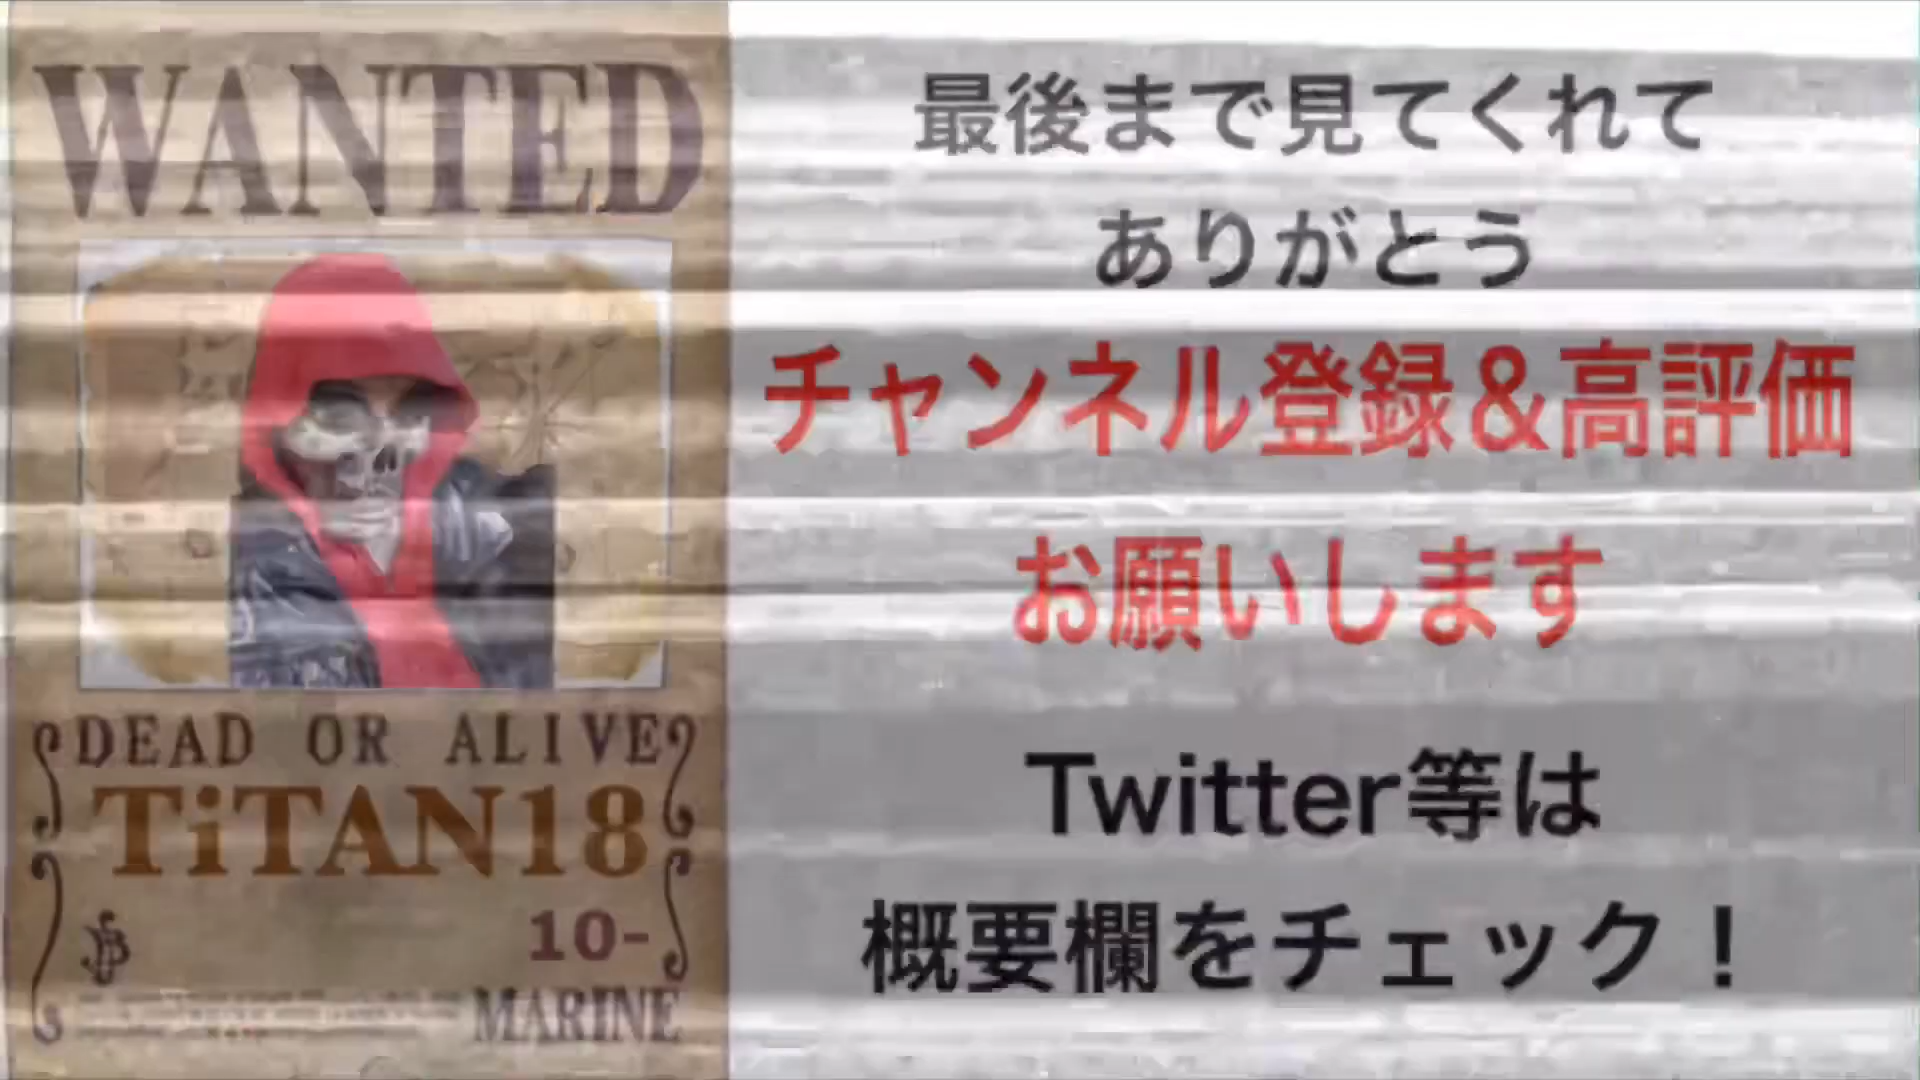 WANTED
DEAD OR ALIVE
TiTAN18
10-
MARINE
最後まで見てくれて
ありがとう
チャンネル登録&高評価
お願いします
Twitter等は
概要欄をチェック!